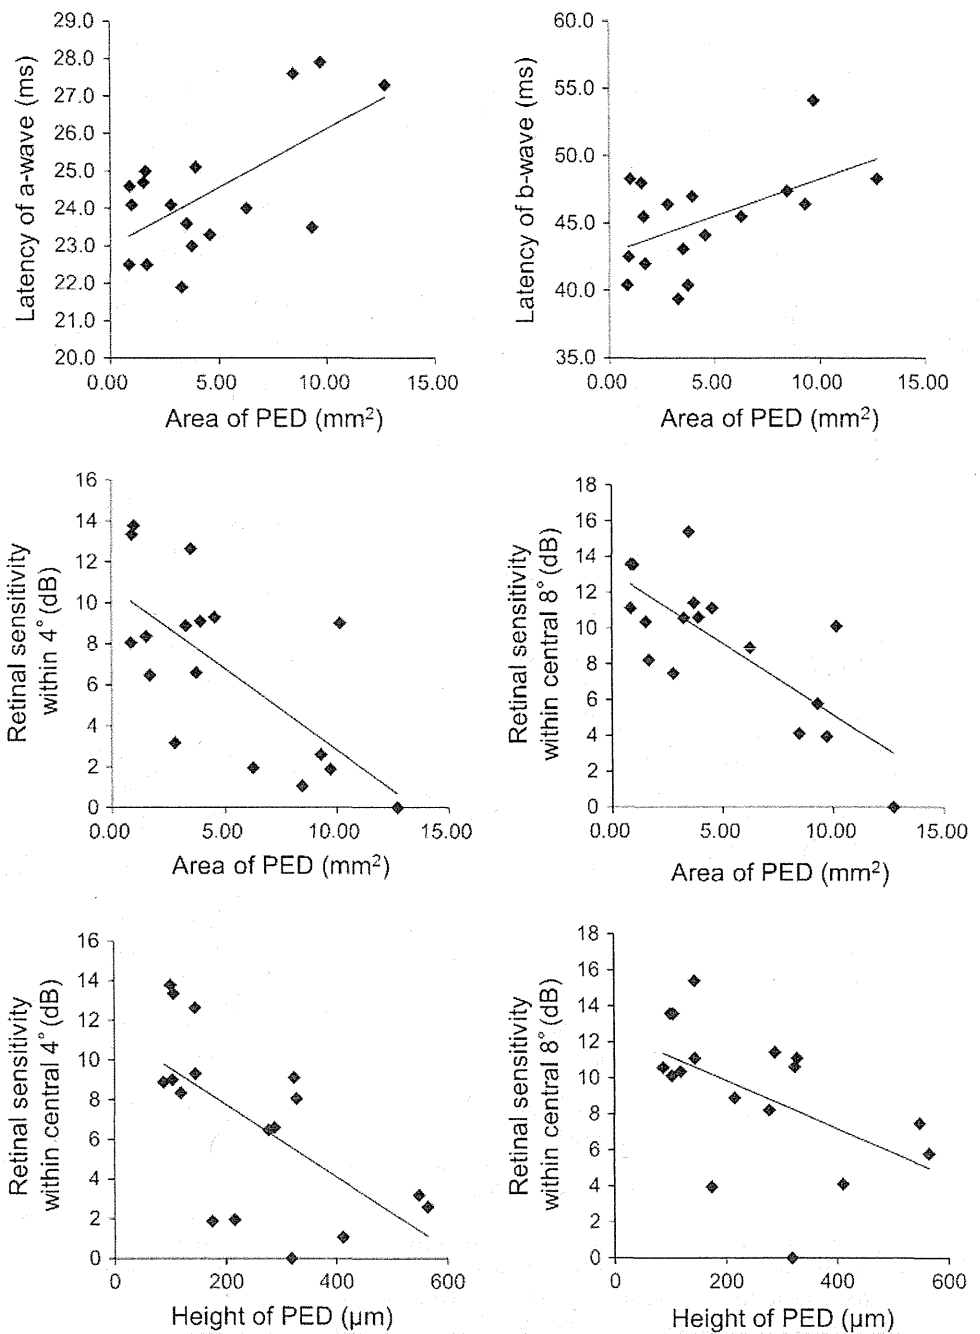 29.0
28.0
27.0
26.0
25.0
24.0
23.0
22.0
21.0
20.0
0.00 5.00 10.00 15.00
Latency of a-wave (ms)
Area of PED (mm²)
60.0
55.0
50.0
45.0
40.0
35.0
0.00 5.00 10.00 15.00
Latency of b-wave (ms)
Area of PED (mm²)
16
14
12
10
8
6
4
2
0
0.00 5.00 10.00 15.00
Retinal sensitivity
within 4° (dB)
Area of PED (mm²)
18
16
14
12
10
8
6
4
2
0
0.00 5.00 10.00 15.00
Retinal sensitivity
within central 8° (dB)
Area of PED (mm²)
16
14
12
10
8
6
4
2
0
0 200 400 600
Retinal sensitivity
within central 4° (dB)
Height of PED (µm)
18
16
14
12
10
8
6
4
2
0
0 200 400 600
Retinal sensitivity
within central 8° (dB)
Height of PED (µm)